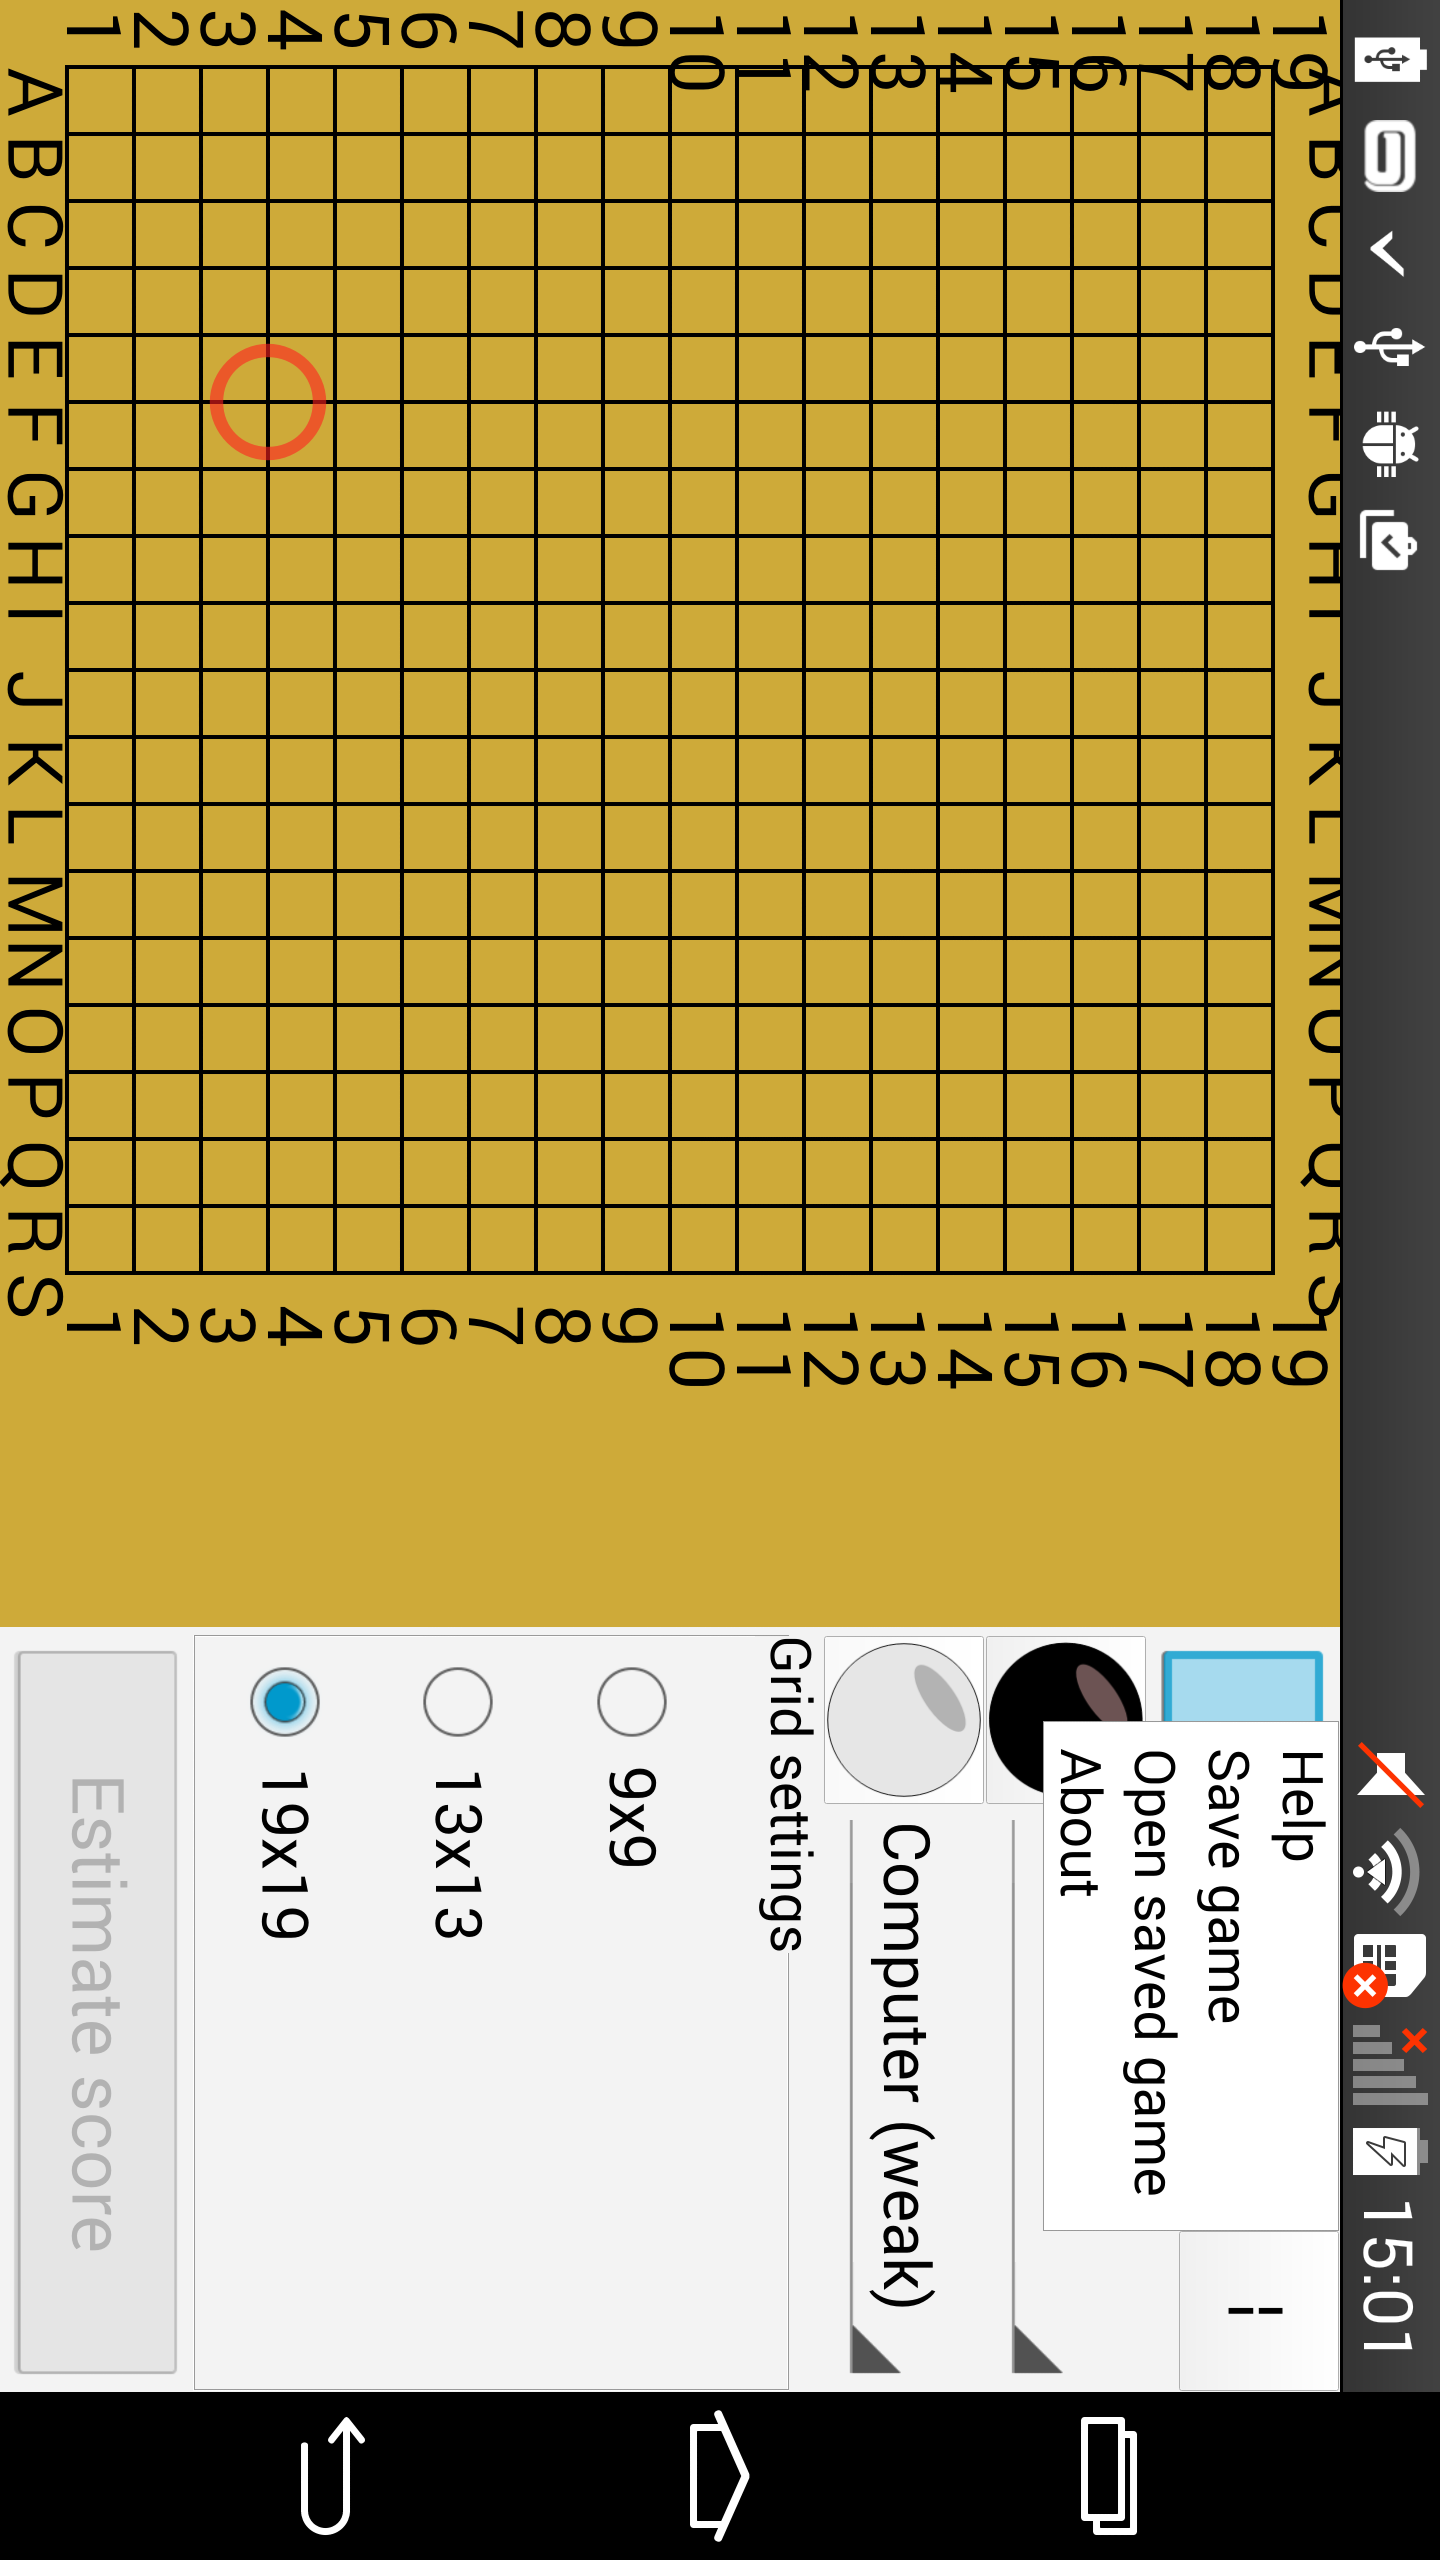 15:01
A B C D E F G H I J K L M N O P Q R S
19 19
18 18
17 17
16 16
15 15
14 14
13 13
12 12
11 11
10 10
9 9
8 8
7 7
6 6
5 5
4 4
3 3
2 2
1 1
A B C D E F G H I J K L M N O P Q R S
Help
Save game
Open saved game
About
Computer (weak)
Grid settings
9x9
13x13
19x19
Estimate score